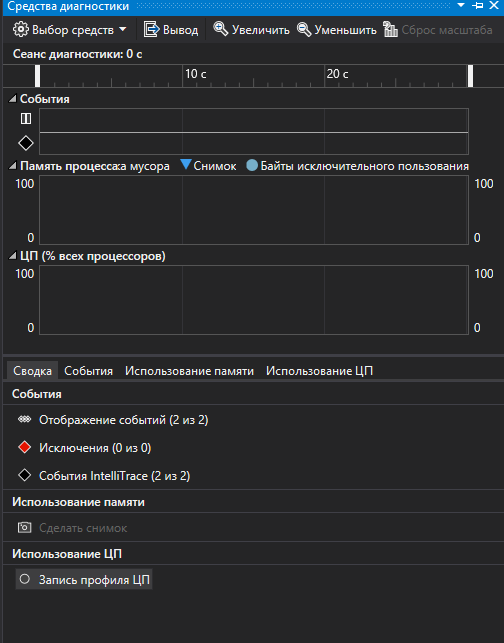 Средства диагностики
Выбор средств Вывод Увеличить Уменьшить Сброс масштаба
Сеанс диагностики: 0 с
10 с 20 с
События
Память процесса:а мусора Снимок Байты исключительного пользования
100 100
0 0
ЦП (% всех процессоров)
100 100
0 0
Сводка События Использование памяти Использование ЦП
События
Отображение событий (2 из 2)
Исключения (0 из 0)
События IntelliTrace (2 из 2)
Использование памяти
Сделать снимок
Использование ЦП
Запись профиля ЦП